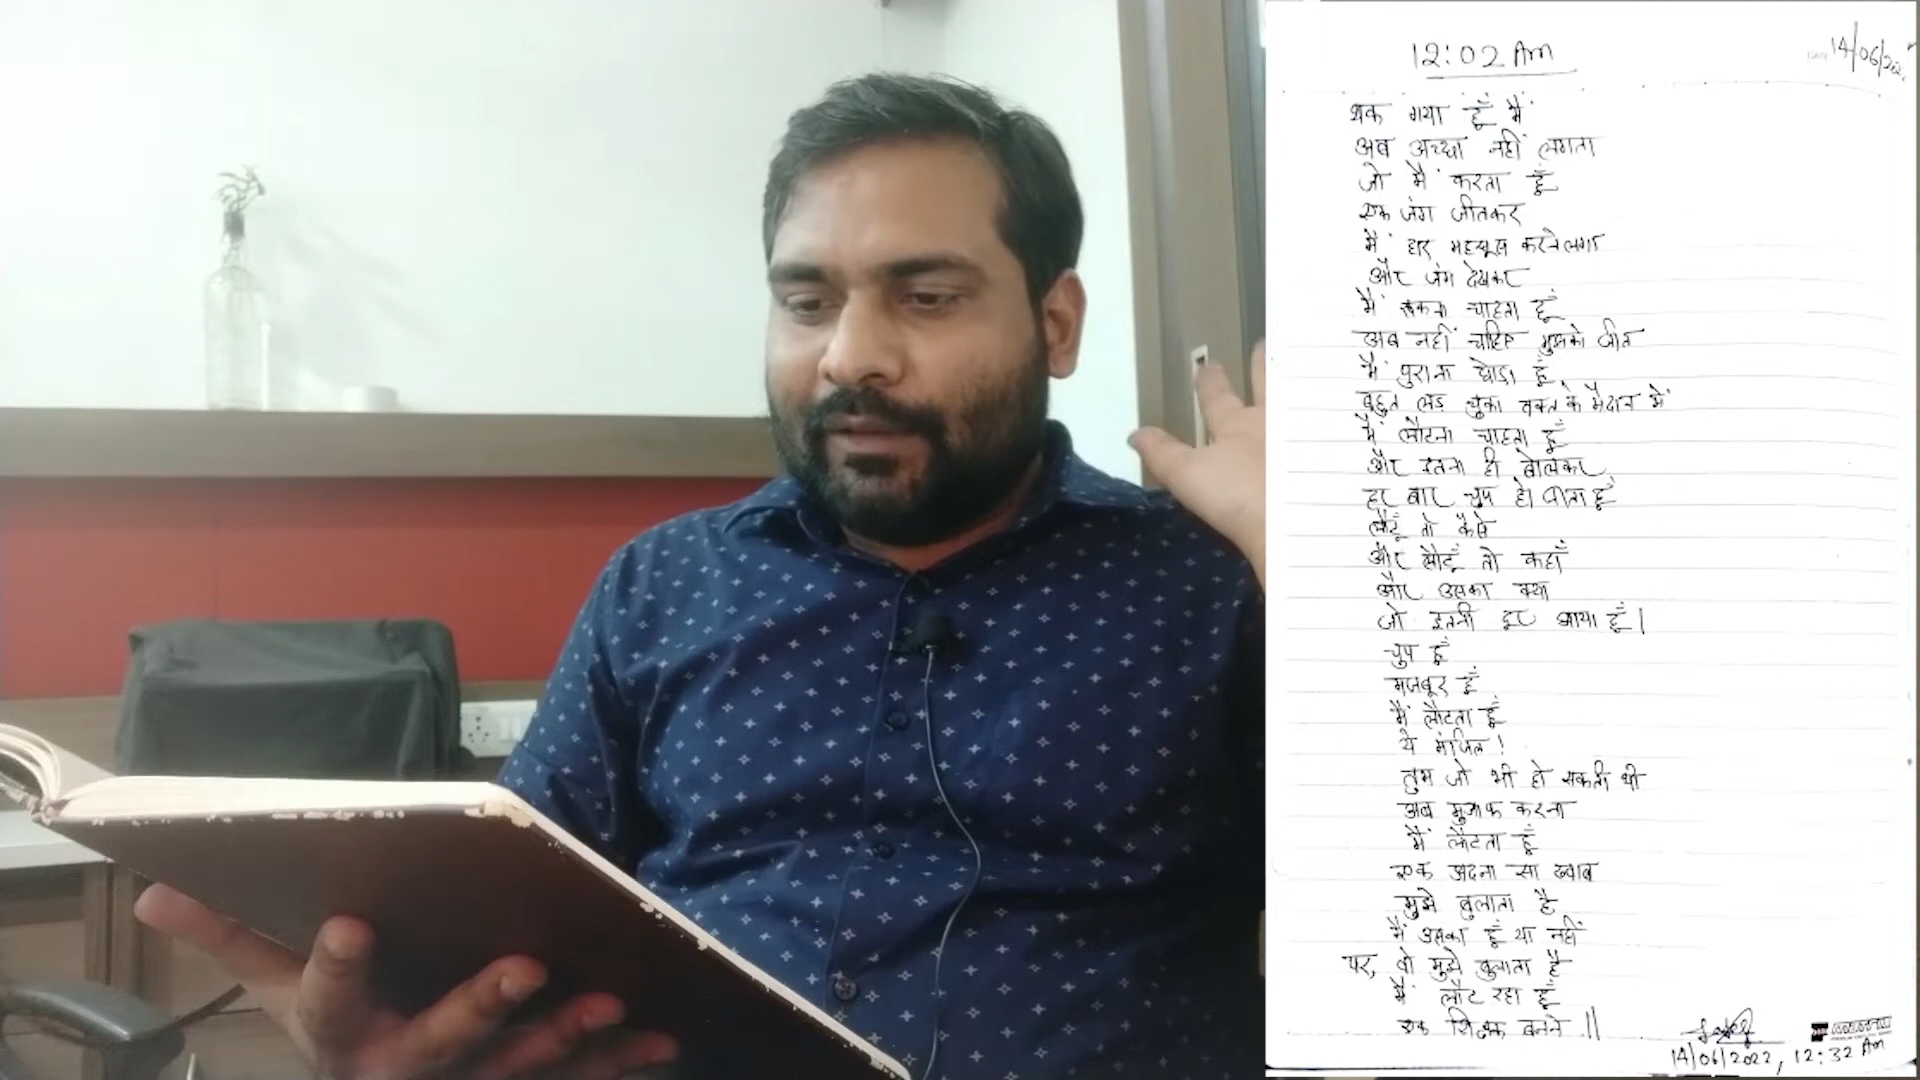 12:02 Am
14/06/202
थक गया हूँ मैं
अब अच्छा नहीं लगता
जो मैं करता हूँ
एक जंग जीतकर
मैं हार महसूस करने लगा
और जंग देखकर
मैं रुकना चाहता हूँ
अब नहीं चाहिए मुझको जीत
मैं पुराना घोड़ा हूँ
बहुत लड चुका वक्त के मैदान में
मैं लौटना चाहता हूँ
और इतना ही बोलकर
हर बार चुप हो जाता हूँ
लौटूँ तो कैसे
और लौटूँ तो कहाँ
और उसका क्या
जो इतनी दूर आया हूँ।
चुप हूँ
मजबूर हूँ
मैं लौटता हूँ
ये मंजिल!
तुम जो भी हो सकती थी
अब मुआफ करना
मैं लौटता हूँ
एक अदना सा ख्वाब
मुझे बुलाता है
मैं उसका हूँ या नहीं
पर, वो मुझे बुलाता है
मैं लौट रहा हूँ
एक शिक्षक बनने ॥
14/06/2022, 12:32 Am